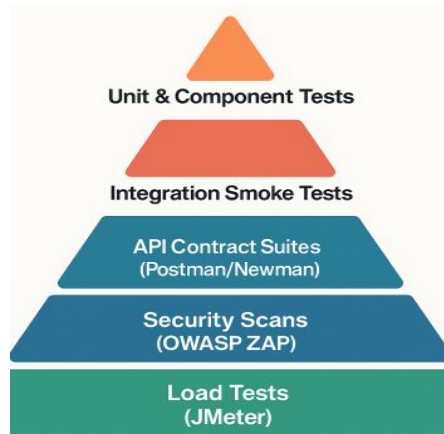 Unit & Component Tests
Integration Smoke Tests
API Contract Suites
(Postman/Newman)
Security Scans
(OWASP ZAP)
Load Tests
(JMeter)